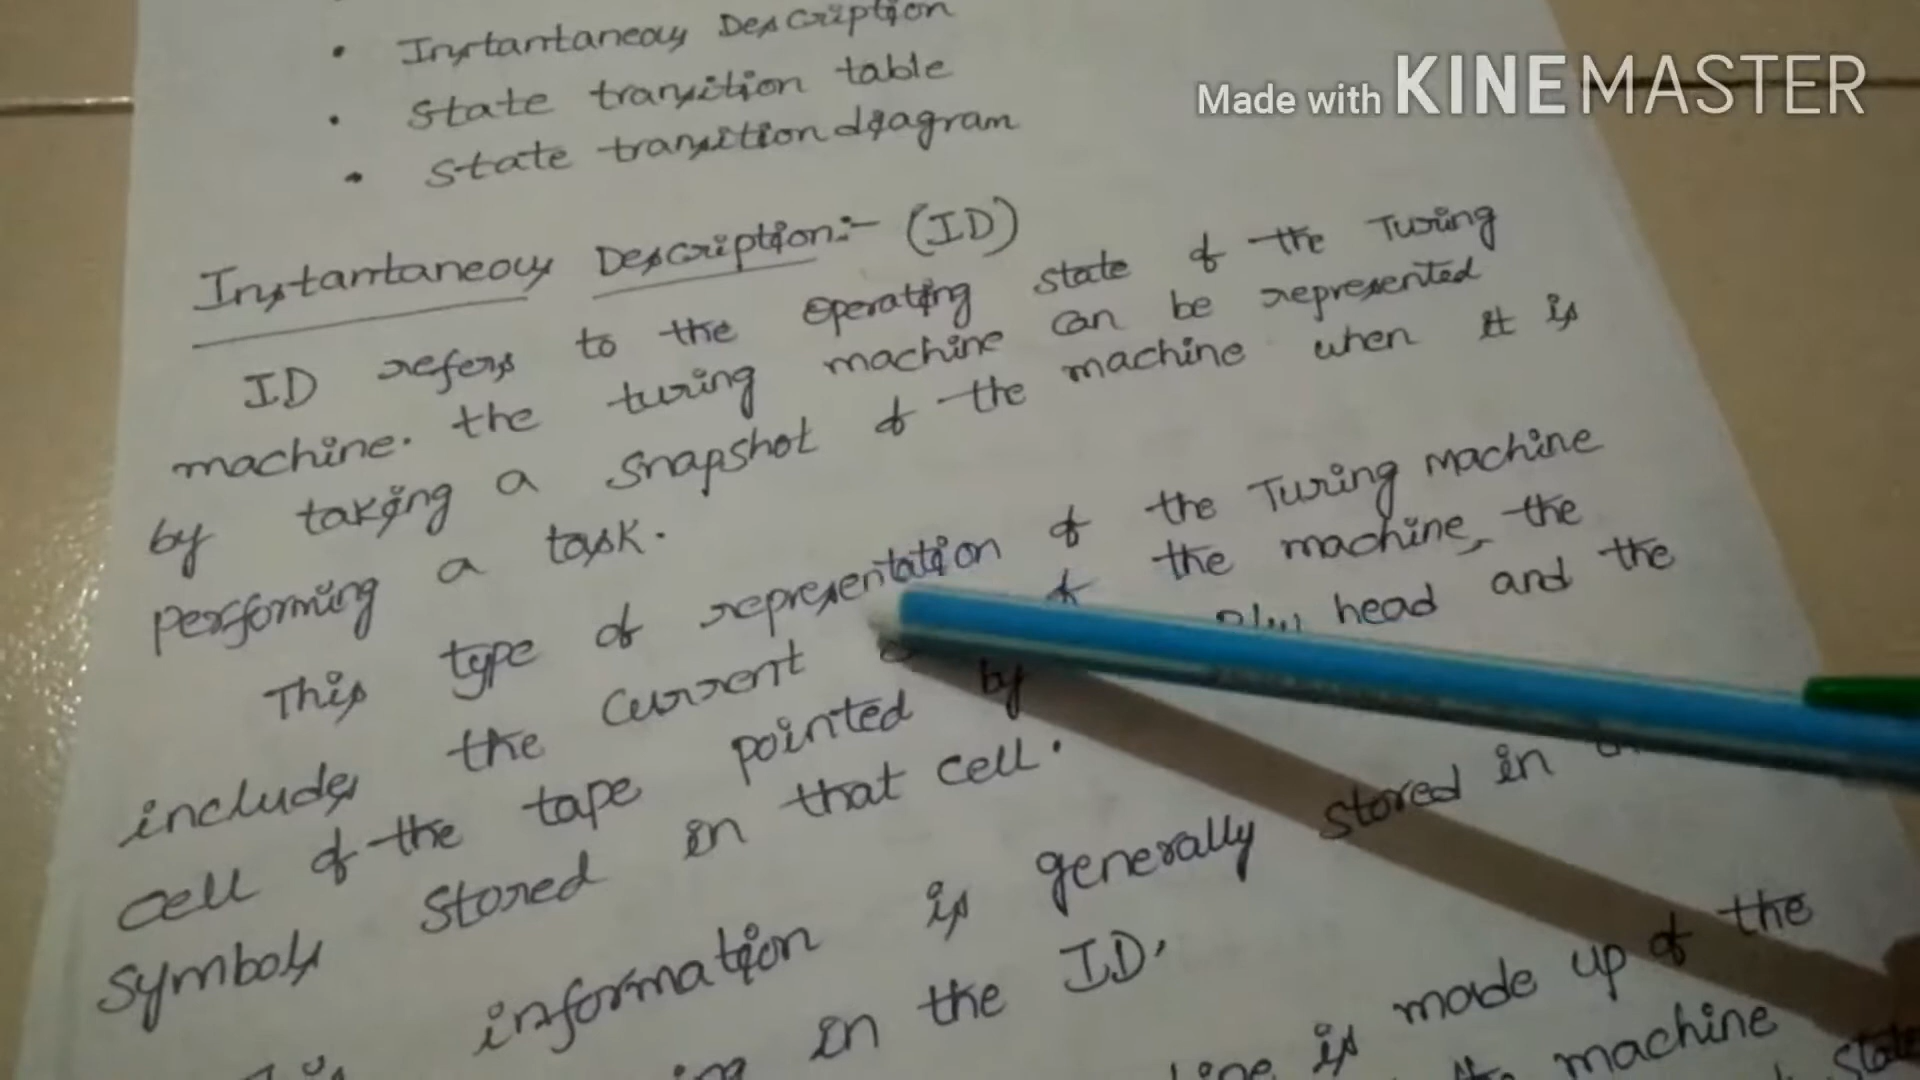 • Instantaneous Description
• State transition table
• State transition diagram
Made with KINEMASTER
Instantaneous Description:- (ID)
ID refers to the operating state of the Turing
machine. the turing machine can be represented
by taking a snapshot of the machine when it is
performing a task.
This type of representation of the Turing Machine
includes the current of the machine, the
cell of the tape pointed by head and the
symbols stored in that cell.
information is generally stored in
in the ID.
is made up of the
machine
state